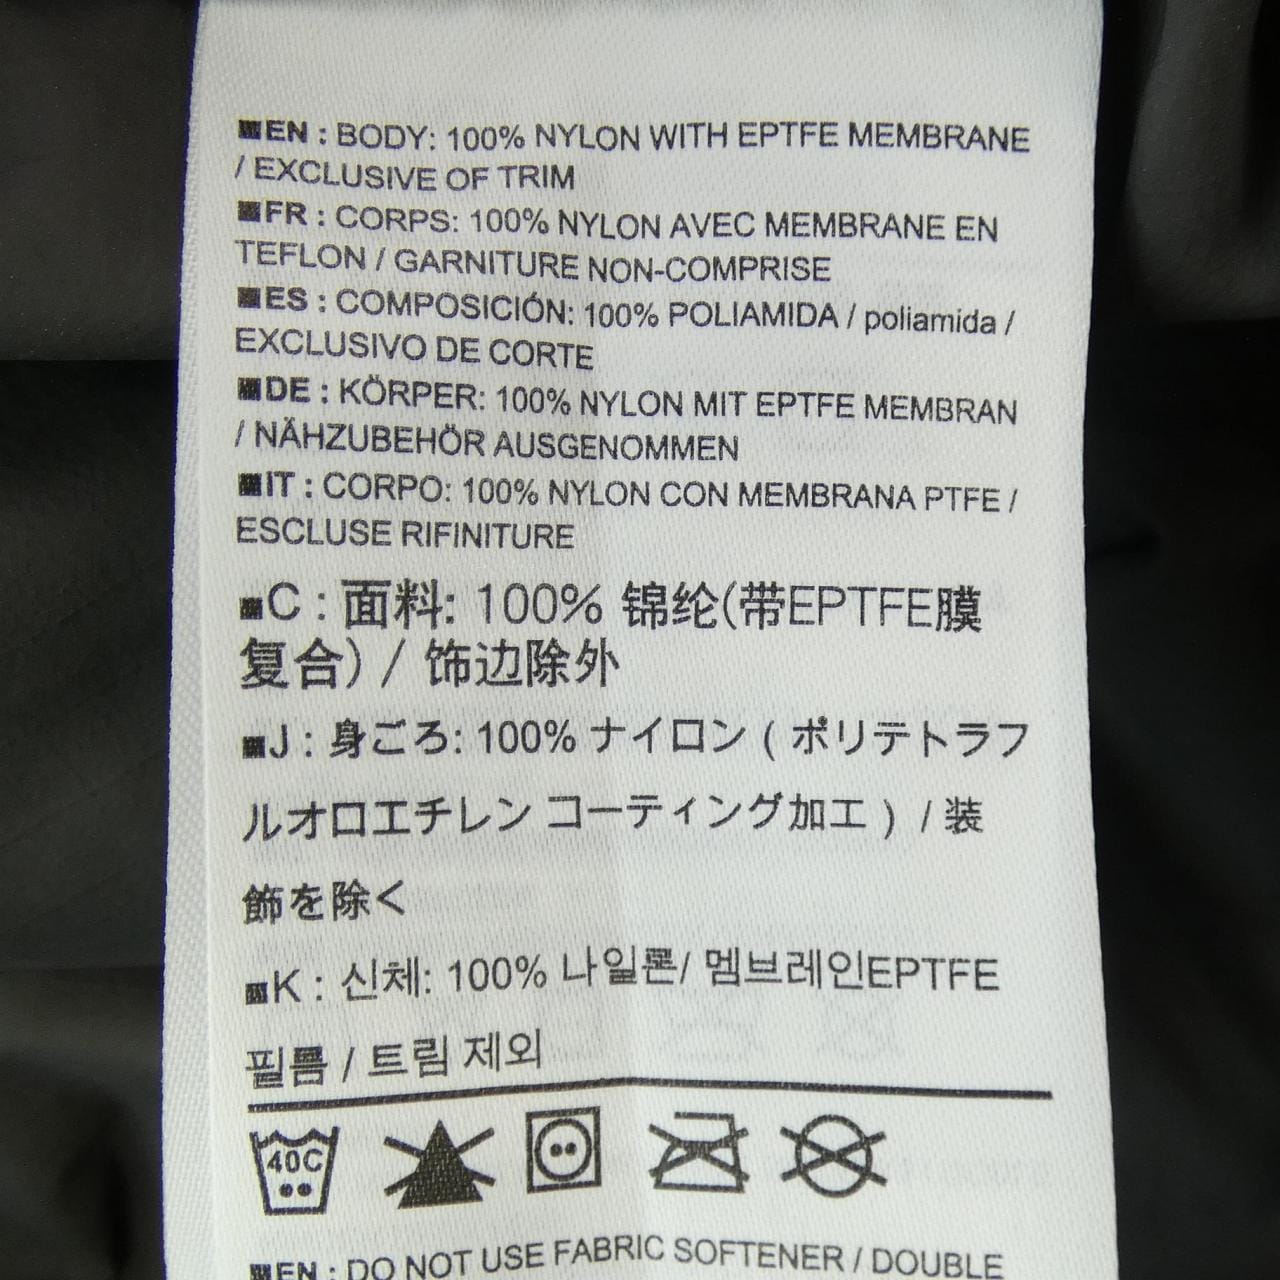 ■EN : BODY: 100% NYLON WITH EPTFE MEMBRANE
/ EXCLUSIVE OF TRIM
■FR : CORPS: 100% NYLON AVEC MEMBRANE EN
TEFLON / GARNITURE NON-COMPRISE
■ES : COMPOSICIÓN: 100% POLIAMIDA / poliamida /
EXCLUSIVO DE CORTE
■DE : KÖRPER: 100% NYLON MIT EPTFE MEMBRAN
/ NÄHZUBEHÖR AUSGENOMMEN
■IT : CORPO: 100% NYLON CON MEMBRANA PTFE /
ESCLUSE RIFINITURE
■C : 面料: 100% 锦纶(带EPTFE膜
复合) / 饰边除外
■J : 身ごろ: 100% ナイロン ( ポリテトラフ
ルオロエチレン コーティング加工 ) / 装
飾を除く
■K : 신체: 100% 나일론/ 멤브레인EPTFE
필름 / 트림 제외
40C
■EN : DO NOT USE FABRIC SOFTENER / DOUBLE